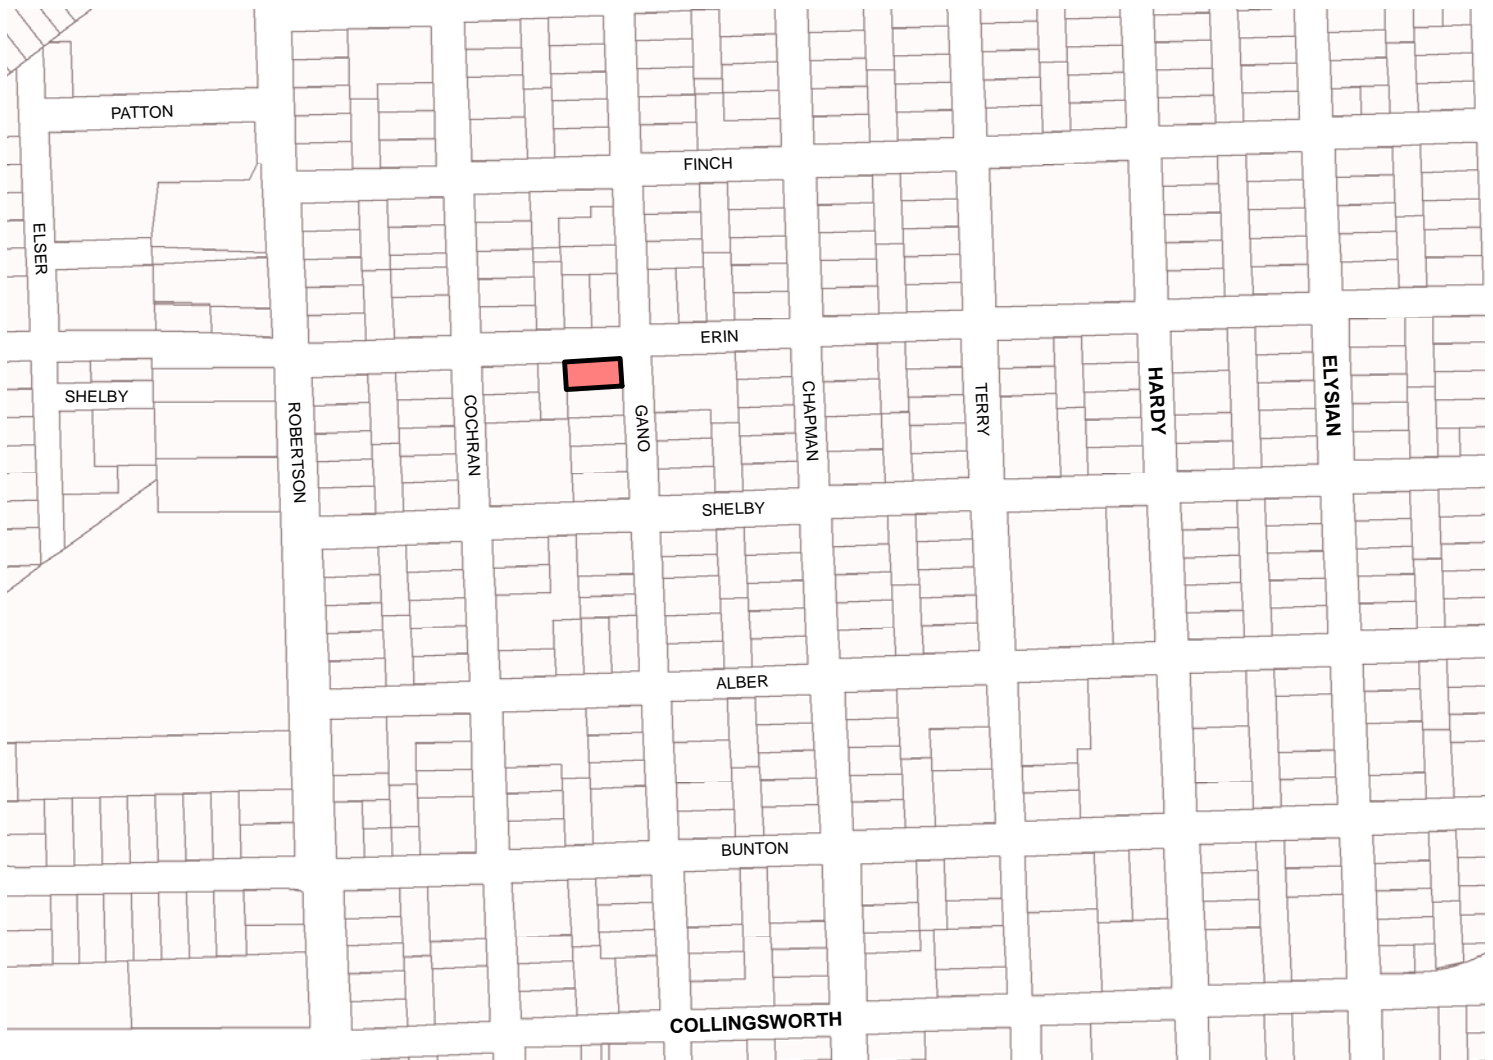 PATTON
FINCH
ELSER
ERIN
SHELBY
ROBERTSON
COCHRAN
GANO
CHAPMAN
TERRY
HARDY
ELYSIAN
SHELBY
ALBER
BUNTON
COLLINGSWORTH